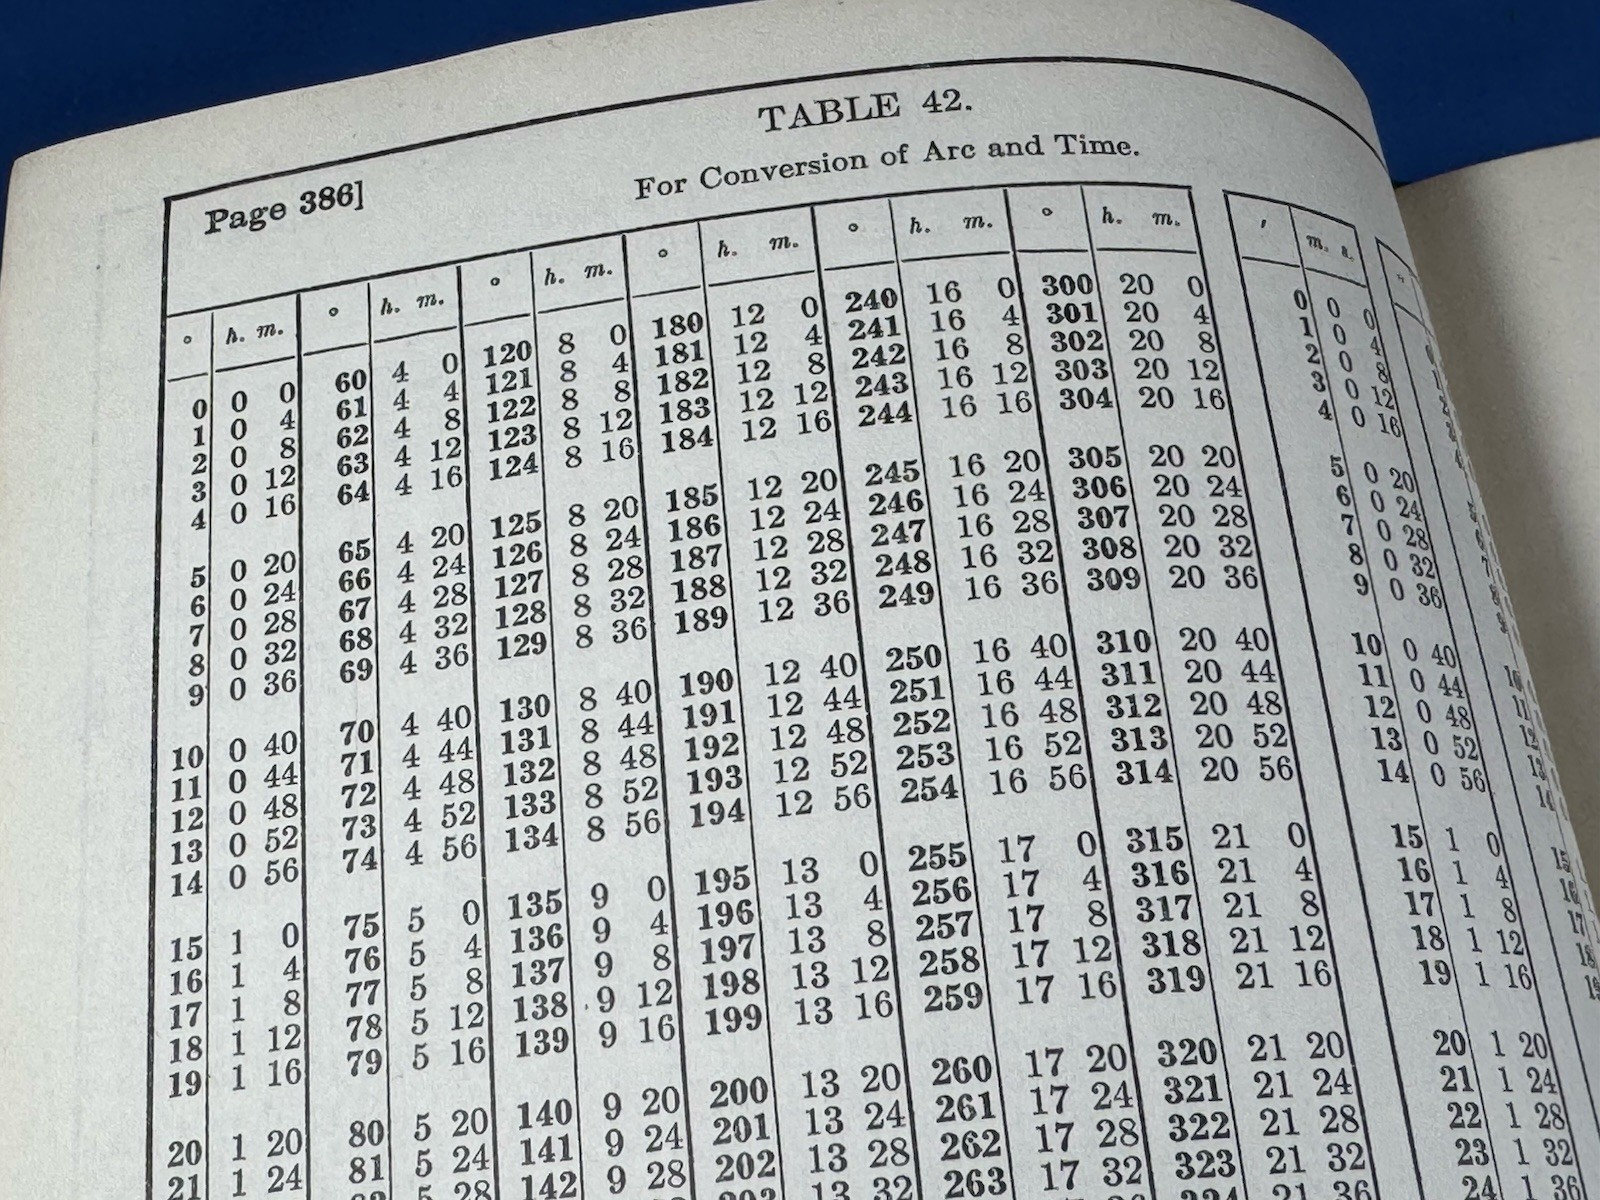 TABLE 42.
Page 386]
For Conversion of Arc and Time.
° h. m. ° h. m. ° h. m. ° h. m. ° h. m. ° h. m. ′ m. s. ″
0 0 0 60 4 0 120 8 0 180 12 0 240 16 0 300 20 0 0 0 0
1 0 4 61 4 4 121 8 4 181 12 4 241 16 4 301 20 4 1 0 4
2 0 8 62 4 8 122 8 8 182 12 8 242 16 8 302 20 8 2 0 8
3 0 12 63 4 12 123 8 12 183 12 12 243 16 12 303 20 12 3 0 12
4 0 16 64 4 16 124 8 16 184 12 16 244 16 16 304 20 16 4 0 16
5 0 20 65 4 20 125 8 20 185 12 20 245 16 20 305 20 20 5 0 20
6 0 24 66 4 24 126 8 24 186 12 24 246 16 24 306 20 24 6 0 24
7 0 28 67 4 28 127 8 28 187 12 28 247 16 28 307 20 28 7 0 28
8 0 32 68 4 32 128 8 32 188 12 32 248 16 32 308 20 32 8 0 32
9 0 36 69 4 36 129 8 36 189 12 36 249 16 36 309 20 36 9 0 36
10 0 40 70 4 40 130 8 40 190 12 40 250 16 40 310 20 40 10 0 40 10
11 0 44 71 4 44 131 8 44 191 12 44 251 16 44 311 20 44 11 0 44 11
12 0 48 72 4 48 132 8 48 192 12 48 252 16 48 312 20 48 12 0 48 12
13 0 52 73 4 52 133 8 52 193 12 52 253 16 52 313 20 52 13 0 52 13
14 0 56 74 4 56 134 8 56 194 12 56 254 16 56 314 20 56 14 0 56 14
15 1 0 75 5 0 135 9 0 195 13 0 255 17 0 315 21 0 15 1 0 15
16 1 4 76 5 4 136 9 4 196 13 4 256 17 4 316 21 4 16 1 4 16
17 1 8 77 5 8 137 9 8 197 13 8 257 17 8 317 21 8 17 1 8 17
18 1 12 78 5 12 138 9 12 198 13 12 258 17 12 318 21 12 18 1 12 18
19 1 16 79 5 16 139 9 16 199 13 16 259 17 16 319 21 16 19 1 16 19
20 1 20 80 5 20 140 9 20 200 13 20 260 17 20 320 21 20 20 1 20
21 1 24 81 5 24 141 9 24 201 13 24 261 17 24 321 21 24 21 1 24
5 28 142 9 28 202 13 28 262 17 28 322 21 28 22 1 28
13 32 263 17 32 323 21 32 23 1 32
21 36 24 1 36